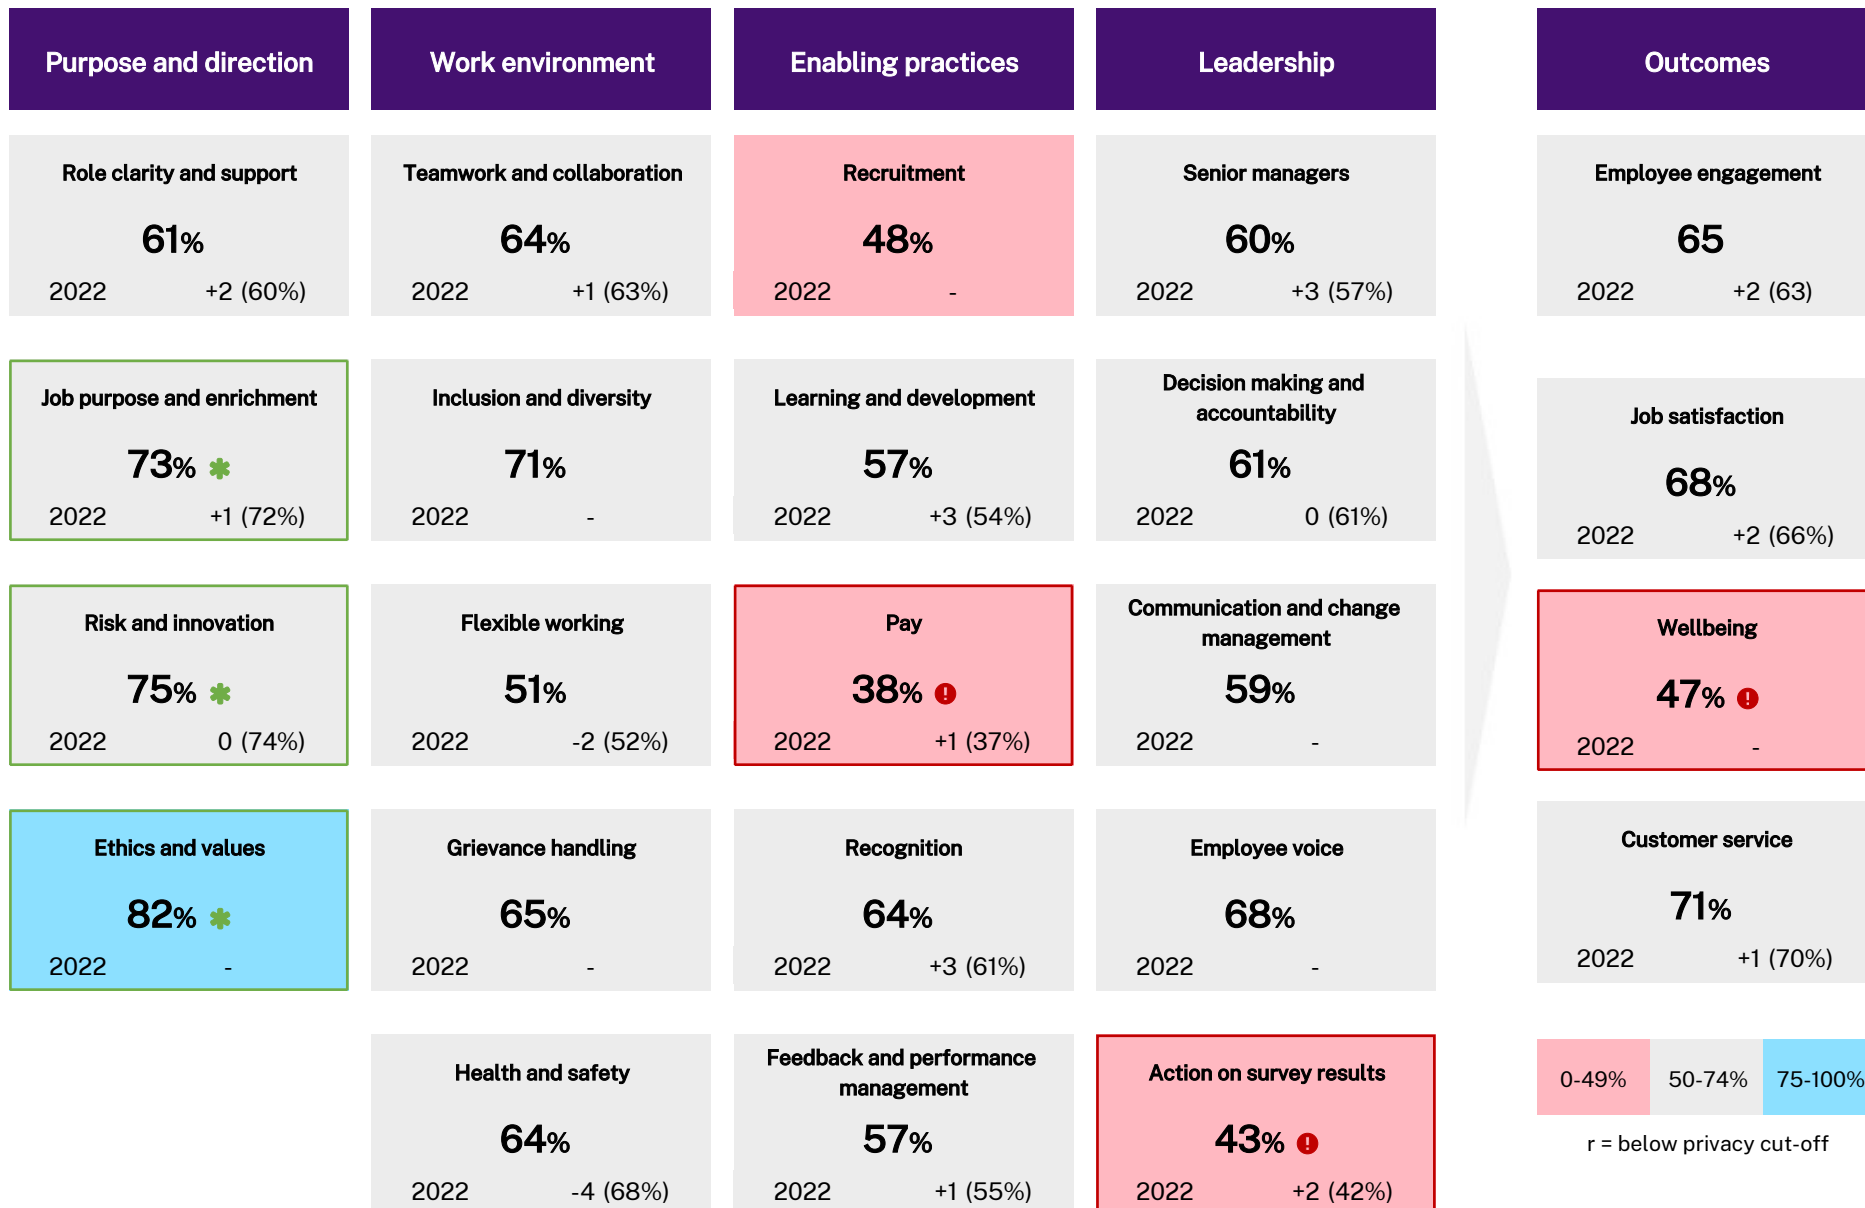 Purpose and direction
Role clarity and support
61%
2022 +2 (60%)
Job purpose and enrichment
73%
2022 +1 (72%)
Risk and innovation
75%
2022 0 (74%)
Ethics and values
82%
2022 -
Work environment
Teamwork and collaboration
64%
2022 +1 (63%)
Inclusion and diversity
71%
2022 -
Flexible working
51%
2022 -2 (52%)
Grievance handling
65%
2022 -
Health and safety
64%
2022 -4 (68%)
Enabling practices
Recruitment
48%
2022 -
Learning and development
57%
2022 +3 (54%)
Pay
38% !
2022 +1 (37%)
Recognition
64%
2022 +3 (61%)
Feedback and performance
management
57%
2022 +1 (55%)
Leadership
Senior managers
60%
2022 +3 (57%)
Decision making and
accountability
61%
2022 0 (61%)
Communication and change
management
59%
2022 -
Employee voice
68%
2022 -
Action on survey results
43% !
2022 +2 (42%)
Outcomes
Employee engagement
65
2022 +2 (63)
Job satisfaction
68%
2022 +2 (66%)
Wellbeing
47% !
2022 -
Customer service
71%
2022 +1 (70%)
0-49% 50-74% 75-100%
r = below privacy cut-off